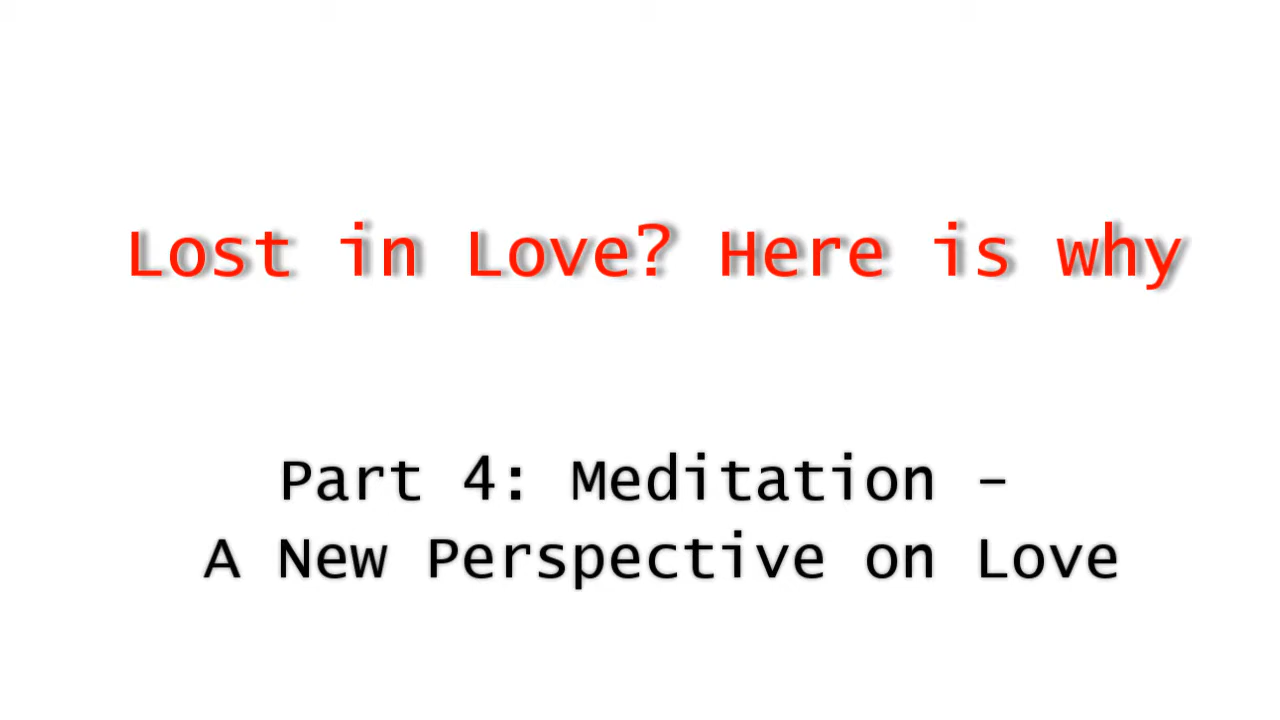 Lost in Love? Here is why
Part 4: Meditation –
A New Perspective on Love